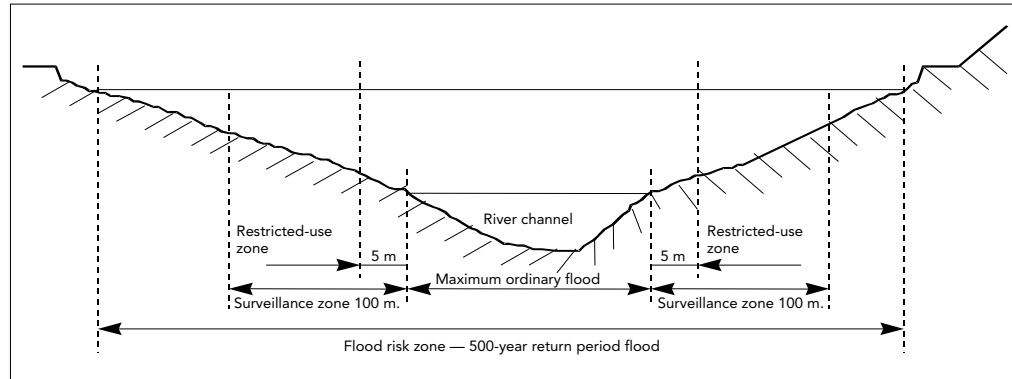 River channel
Restricted-use
zone
5 m
Maximum ordinary flood
5 m
Restricted-use
zone
Surveillance zone 100 m.
Surveillance zone 100 m.
Flood risk zone — 500-year return period flood